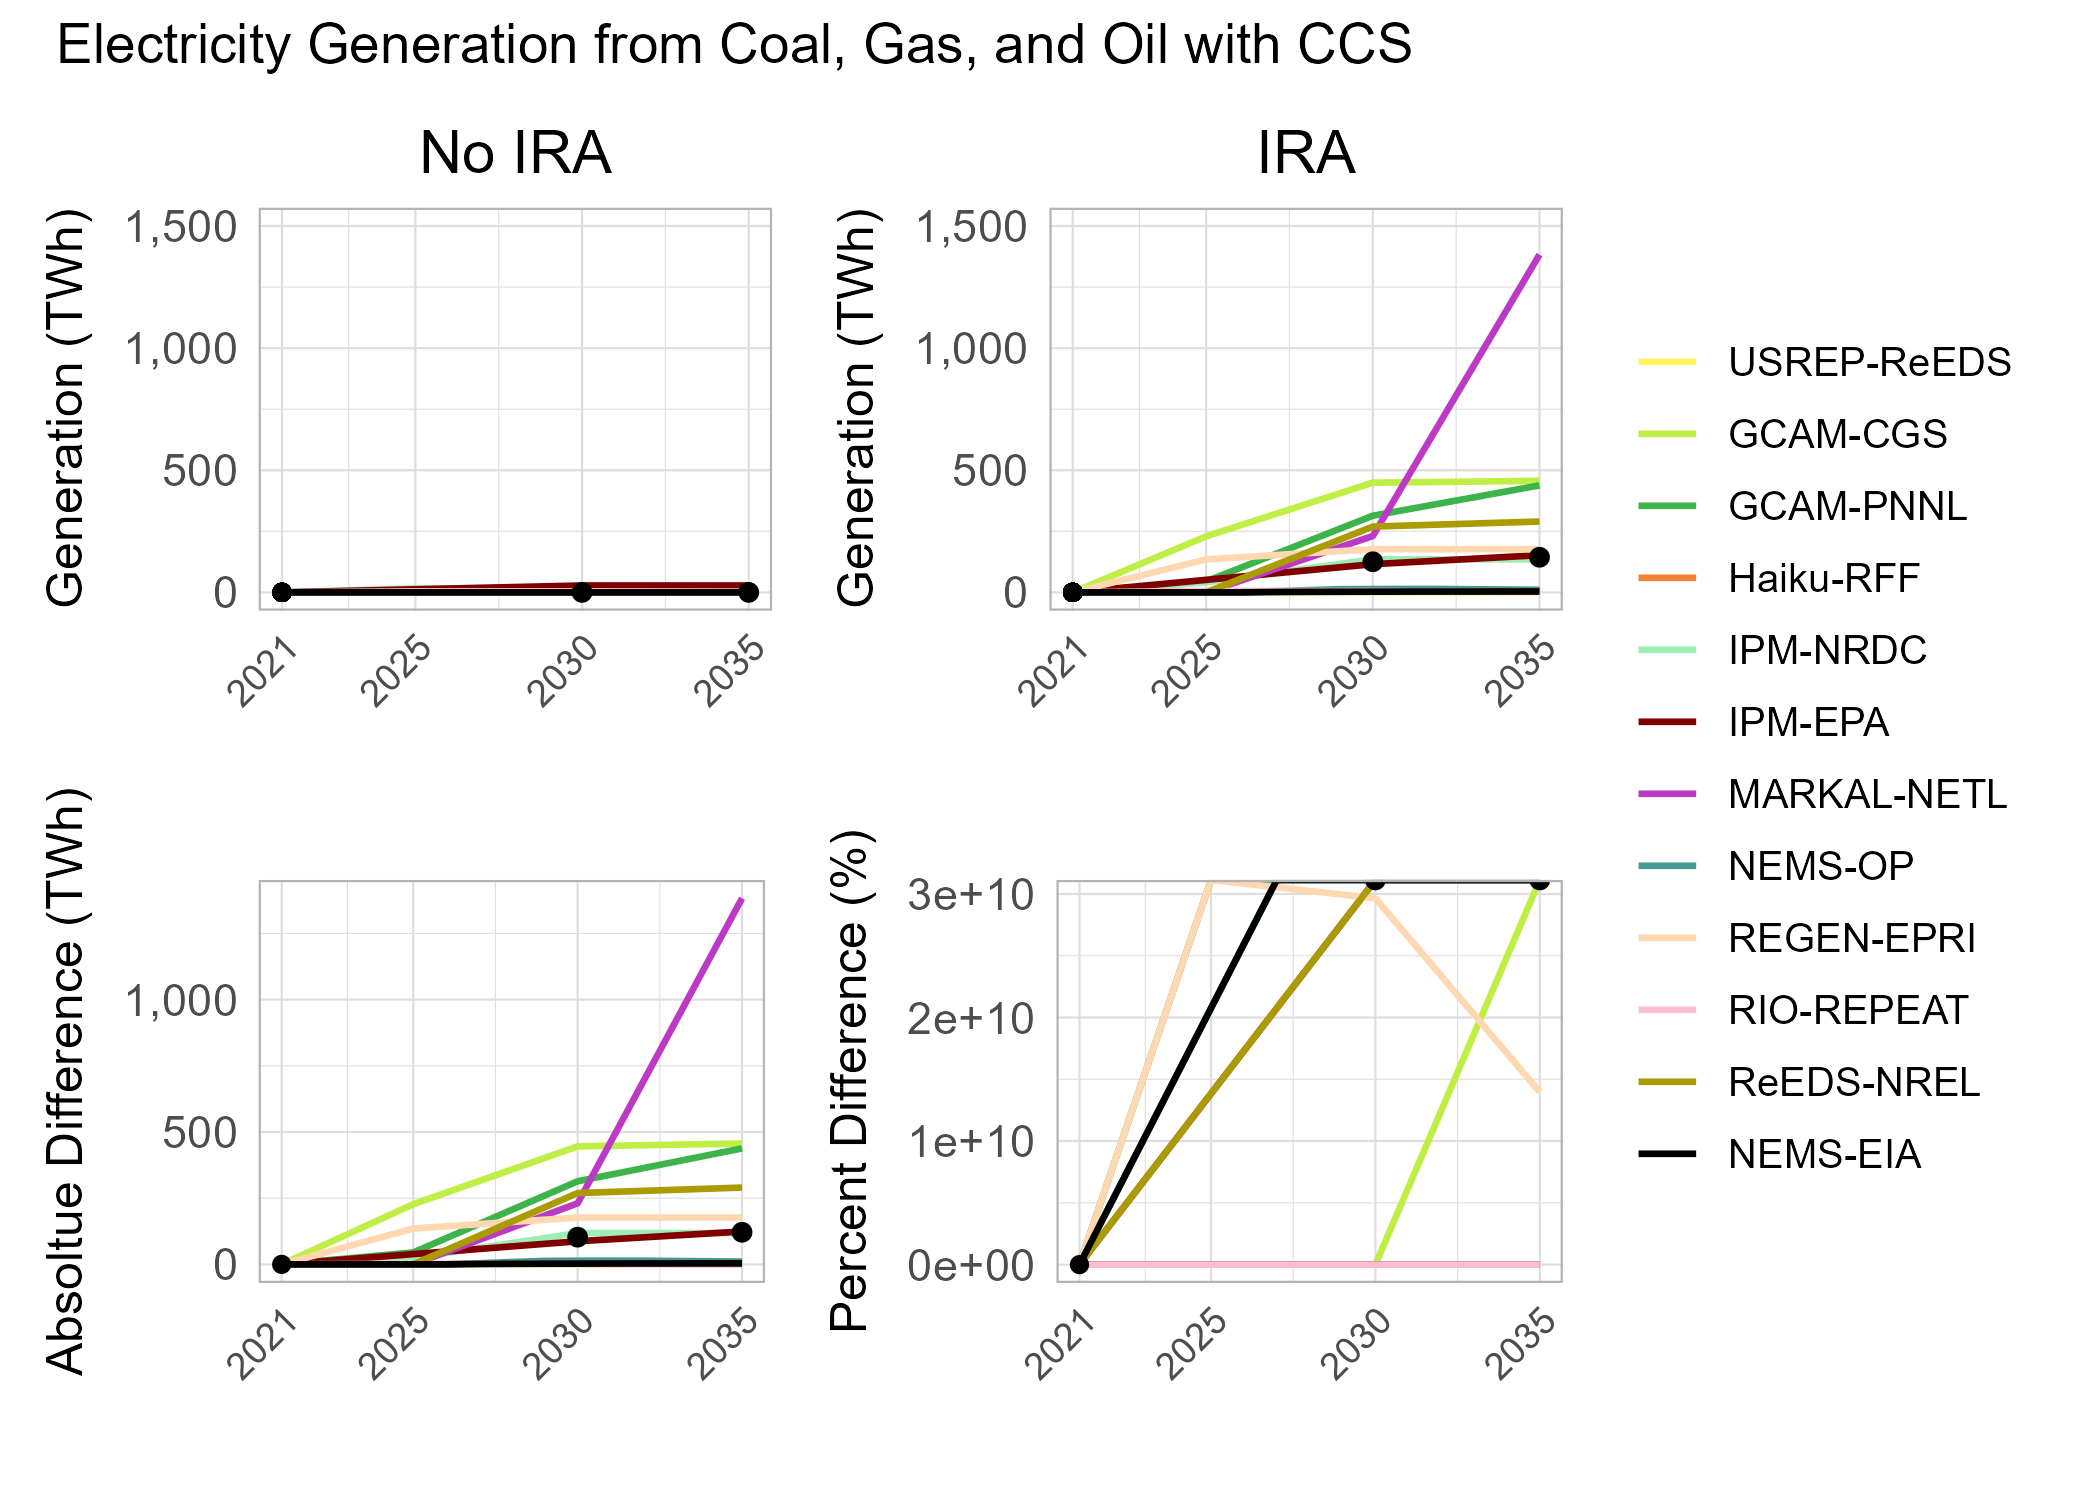 Electricity Generation from Coal, Gas, and Oil with CCS
No IRA
Generation (TWh)
1,500
1,000
500
0
2021
2025
2030
2035
IRA
Generation (TWh)
1,500
1,000
500
0
2021
2025
2030
2035
Absoltue Difference (TWh)
1,000
500
0
2021
2025
2030
2035
Percent Difference (%)
3e+10
2e+10
1e+10
0e+00
2021
2025
2030
2035
USREP-ReEDS
GCAM-CGS
GCAM-PNNL
Haiku-RFF
IPM-NRDC
IPM-EPA
MARKAL-NETL
NEMS-OP
REGEN-EPRI
RIO-REPEAT
ReEDS-NREL
NEMS-EIA